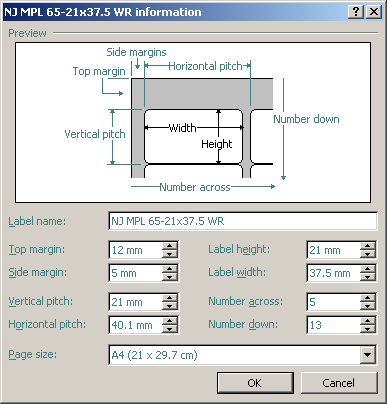 NJ MPL 65-21x37.5 WR information
Preview
Side margins
Top margin
Horizontal pitch
Number down
Vertical pitch
Width
Height
Number across
Label name: NJ MPL 65-21x37.5 WR
Top margin: 12 mm Label height: 21 mm
Side margin: 5 mm Label width: 37.5 mm
Vertical pitch: 21 mm Number across: 5
Horizontal pitch: 40.1 mm Number down: 13
Page size: A4 (21 x 29.7 cm)
OK Cancel